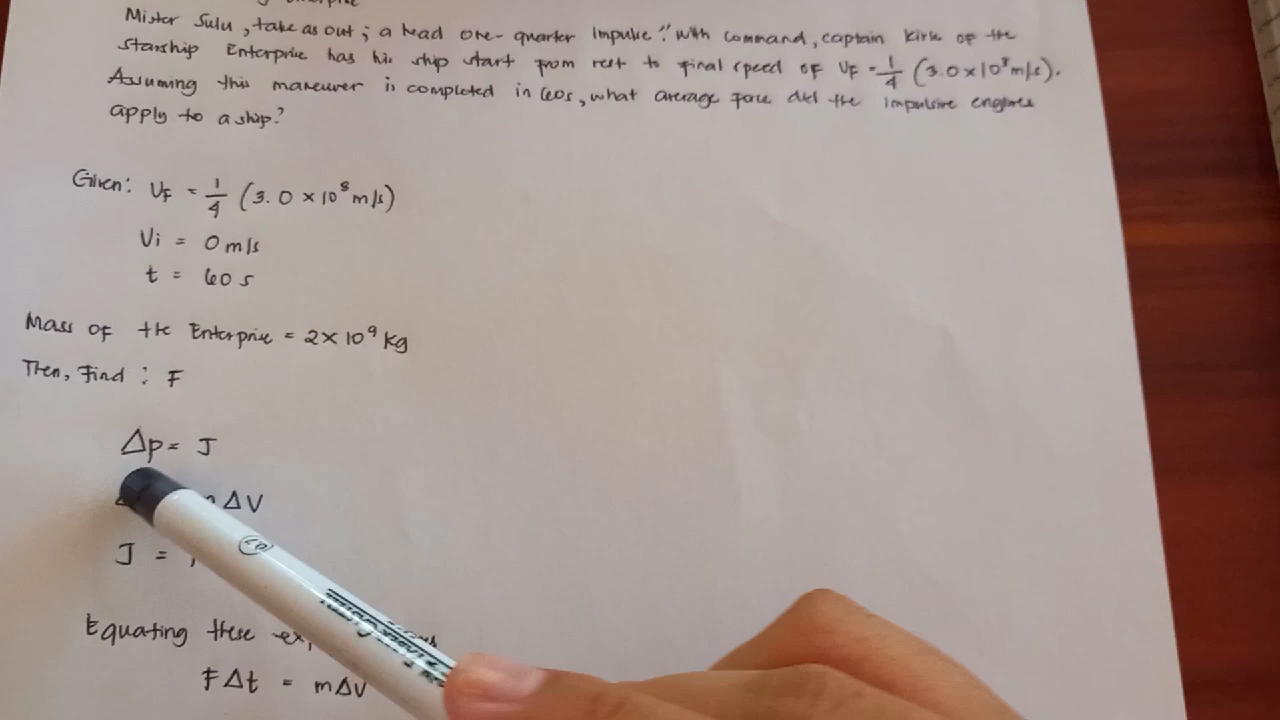 Mister Sulu, take as out; a head one-quarter Impulse." With command, captain Kirk of the
Starship Enterprise has his ship start from rest to final speed of VF = 1/4 (3.0 x 10⁸ m/s).
Assuming this maneuver is completed in 60s, what average force did the impulsive engines
apply to a ship?
Given: VF = 1/4 (3.0 x 10⁸ m/s)
Vi = 0 m/s
t = 60 s
Mass of the Enterprise = 2 x 10⁹ kg
Then, Find : F
Δp = J
ΔV
J =
Equating these
FΔt = mΔV